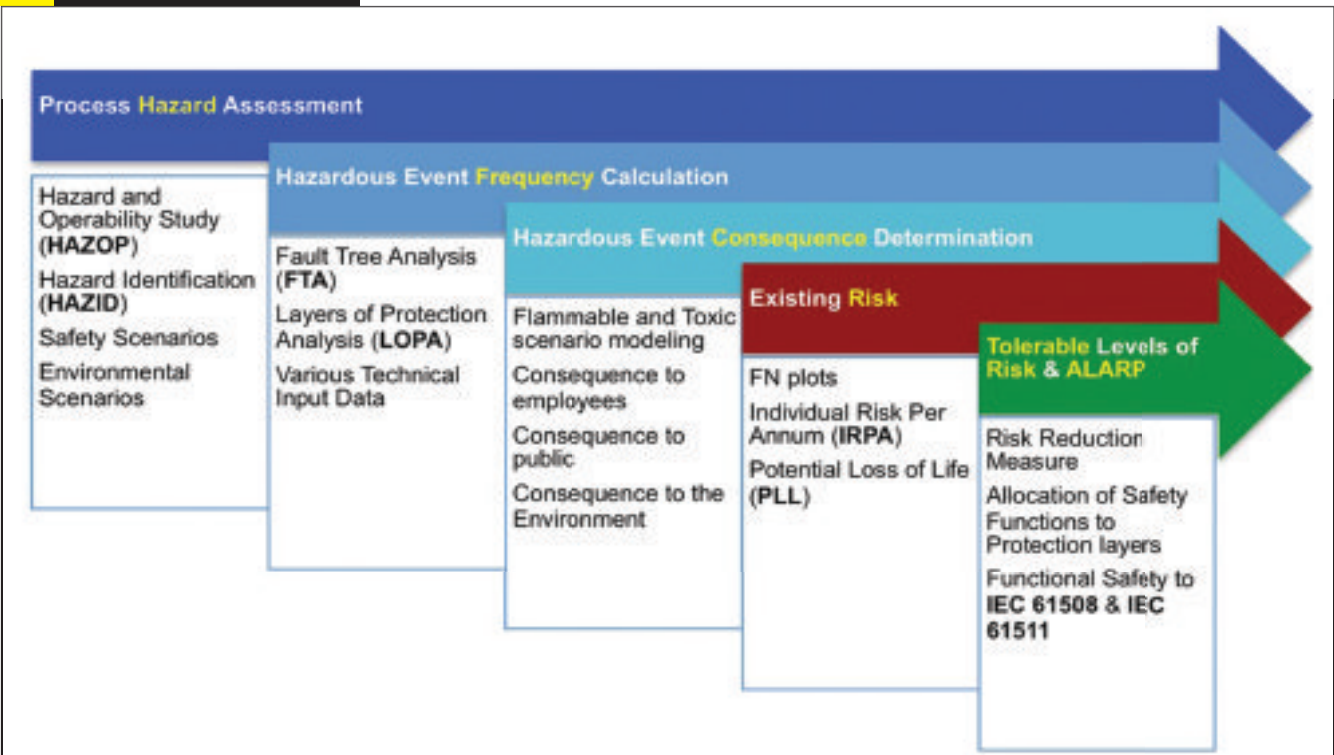 Process Hazard Assessment
Hazard and
Operability Study
(HAZOP)
Hazard Identification
(HAZID)
Safety Scenarios
Environmental
Scenarios
Hazardous Event Frequency Calculation
Fault Tree Analysis
(FTA)
Layers of Protection
Analysis (LOPA)
Various Technical
Input Data
Hazardous Event Consequence Determination
Flammable and Toxic
scenario modeling
Consequence to
employees
Consequence to
public
Consequence to the
Environment
Existing Risk
FN plots
Individual Risk Per
Annum (IRPA)
Potential Loss of Life
(PLL)
Tolerable Levels of
Risk & ALARP
Risk Reduction
Measure
Allocation of Safety
Functions to
Protection layers
Functional Safety to
IEC 61508 & IEC
61511